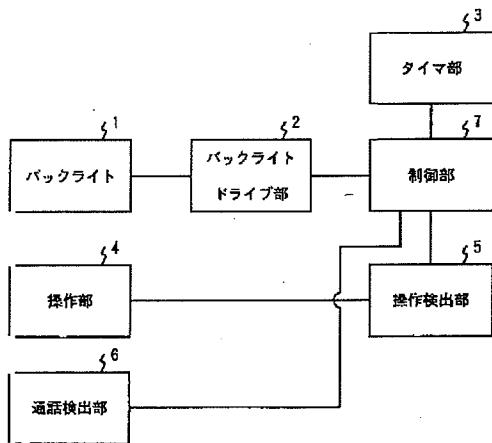 3
タイマ部
1
バックライト
2
バックライト
ドライブ部
7
制御部
4
操作部
5
操作検出部
6
通話検出部